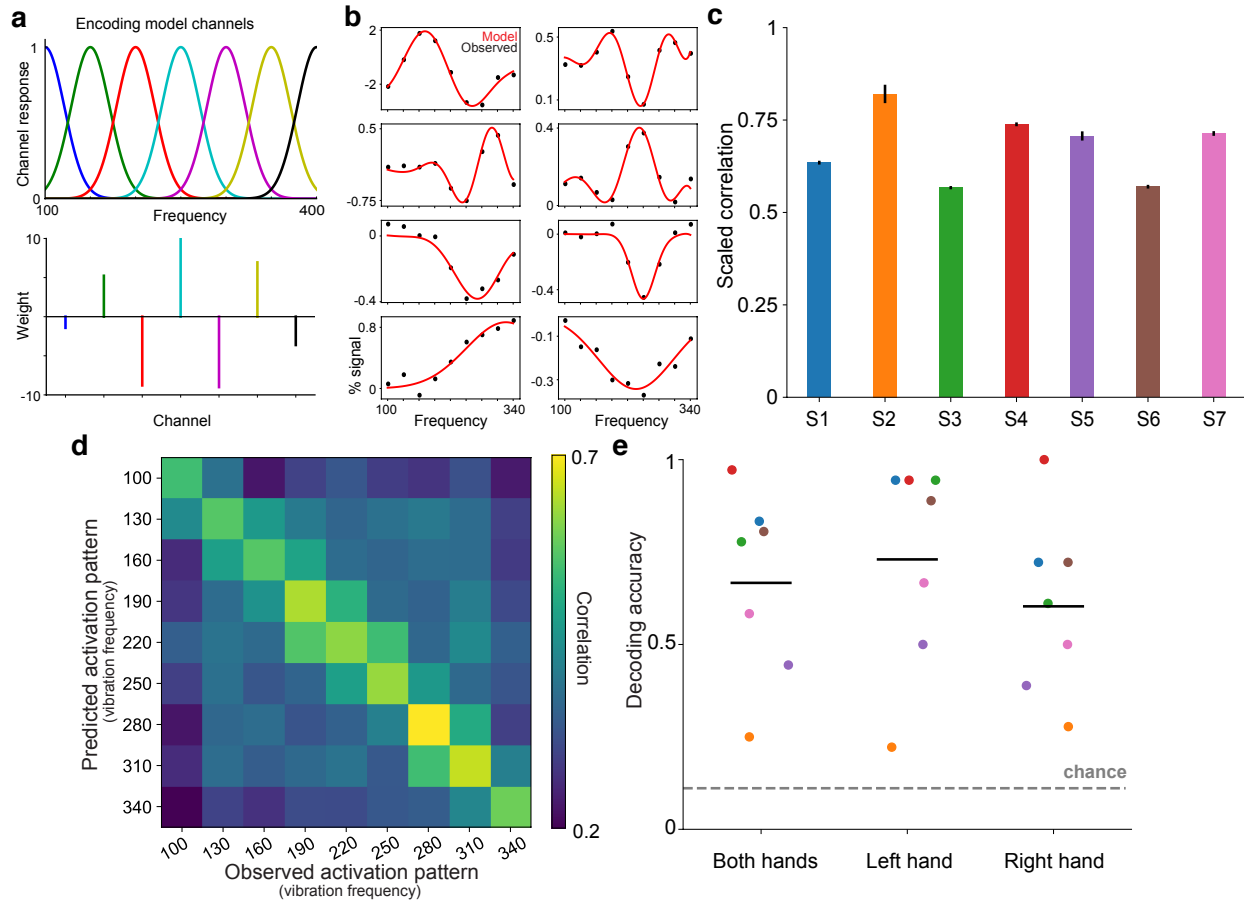 a
Encoding model channels
1
Channel response
0
100
Frequency
400
10
Weight
-10
Channel
b
2
Model
Observed
-2
0.5
0.1
0.5
-0.75
0.4
0
0
-0.4
0
-0.4
0.8
% signal
0
100
340
Frequency
-0.1
-0.3
100
340
Frequency
c
1
0.75
Scaled correlation
0.5
0.25
0
S1 S2 S3 S4 S5 S6 S7
d
Predicted activation pattern
(vibration frequency)
100
130
160
190
220
250
280
310
340
100 130 160 190 220 250 280 310 340
Observed activation pattern
(vibration frequency)
0.7
Correlation
0.2
e
1
Decoding accuracy
0.5
chance
0
Both hands Left hand Right hand